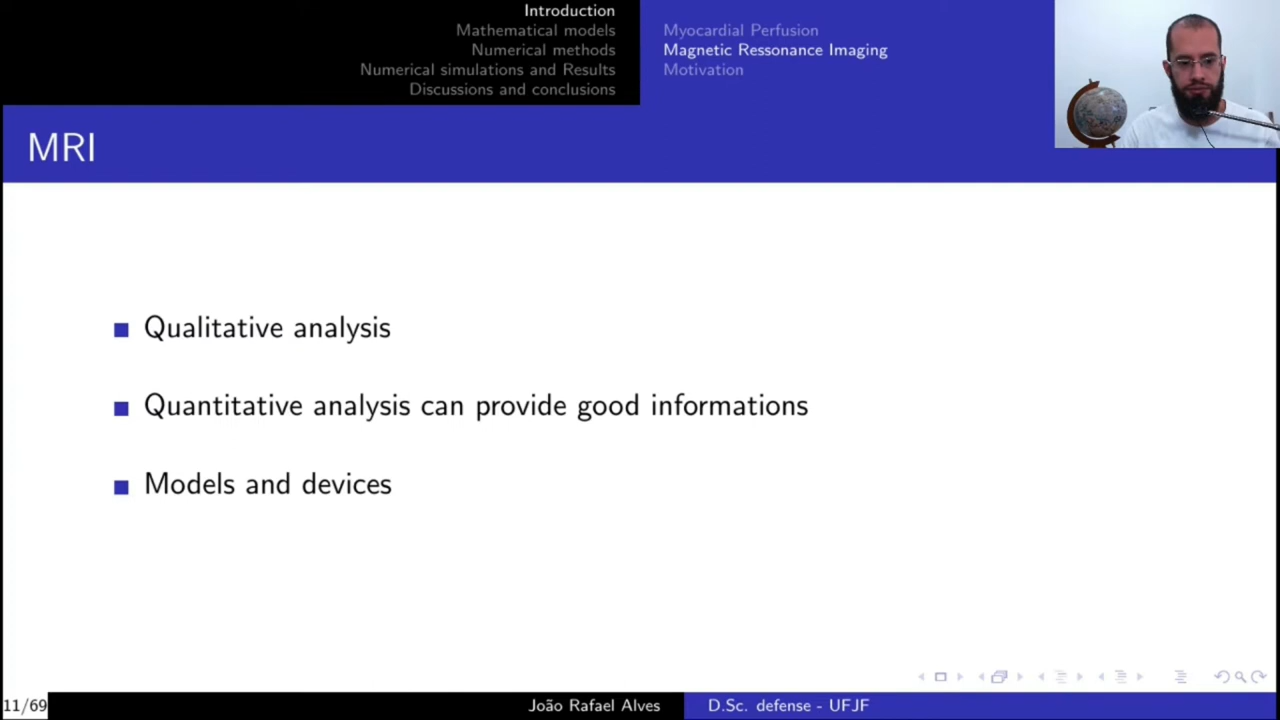 Introduction
Mathematical models
Numerical methods
Numerical simulations and Results
Discussions and conclusions
Myocardial Perfusion
Magnetic Ressonance Imaging
Motivation
MRI
Qualitative analysis
Quantitative analysis can provide good informations
Models and devices
11/69
João Rafael Alves
D.Sc. defense - UFJF